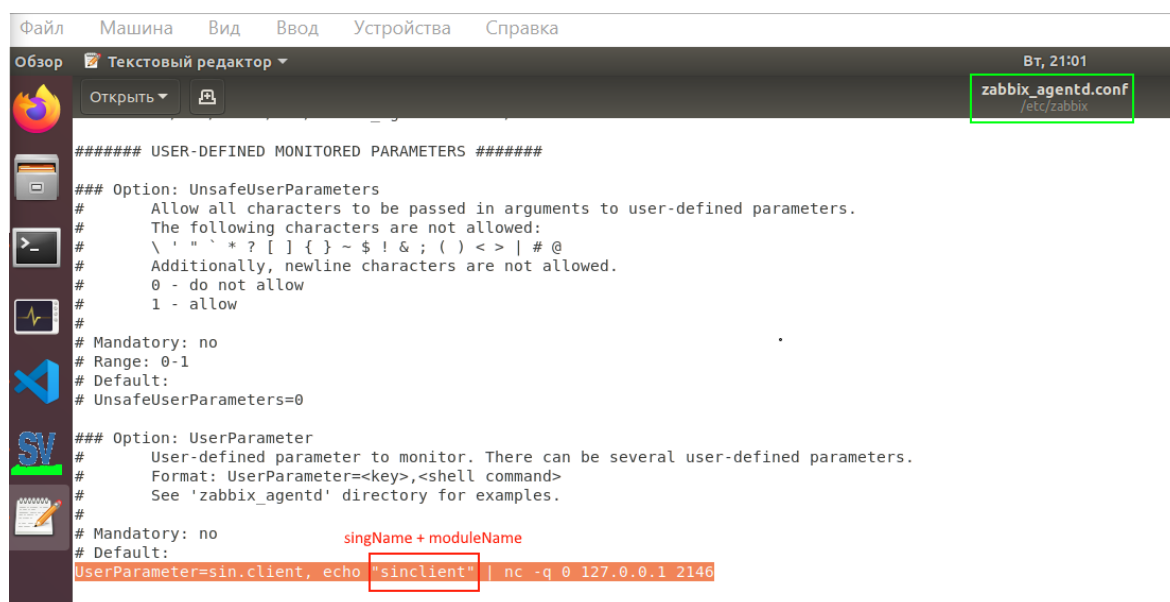 Файл Машина Вид Ввод Устройства Справка
Обзор Текстовый редактор Вт, 21:01
Открыть zabbix_agentd.conf
/etc/zabbix
####### USER-DEFINED MONITORED PARAMETERS #######
### Option: UnsafeUserParameters
# Allow all characters to be passed in arguments to user-defined parameters.
# The following characters are not allowed:
# \ ' " ` * ? [ ] { } ~ $ ! & ; ( ) < > | # @
# Additionally, newline characters are not allowed.
# 0 - do not allow
# 1 - allow
#
# Mandatory: no
# Range: 0-1
# Default:
# UnsafeUserParameters=0
### Option: UserParameter
# User-defined parameter to monitor. There can be several user-defined parameters.
# Format: UserParameter=<key>,<shell command>
# See 'zabbix_agentd' directory for examples.
#
# Mandatory: no
singName + moduleName
# Default:
UserParameter=sin.client, echo "sinclient" | nc -q 0 127.0.0.1 2146
SV